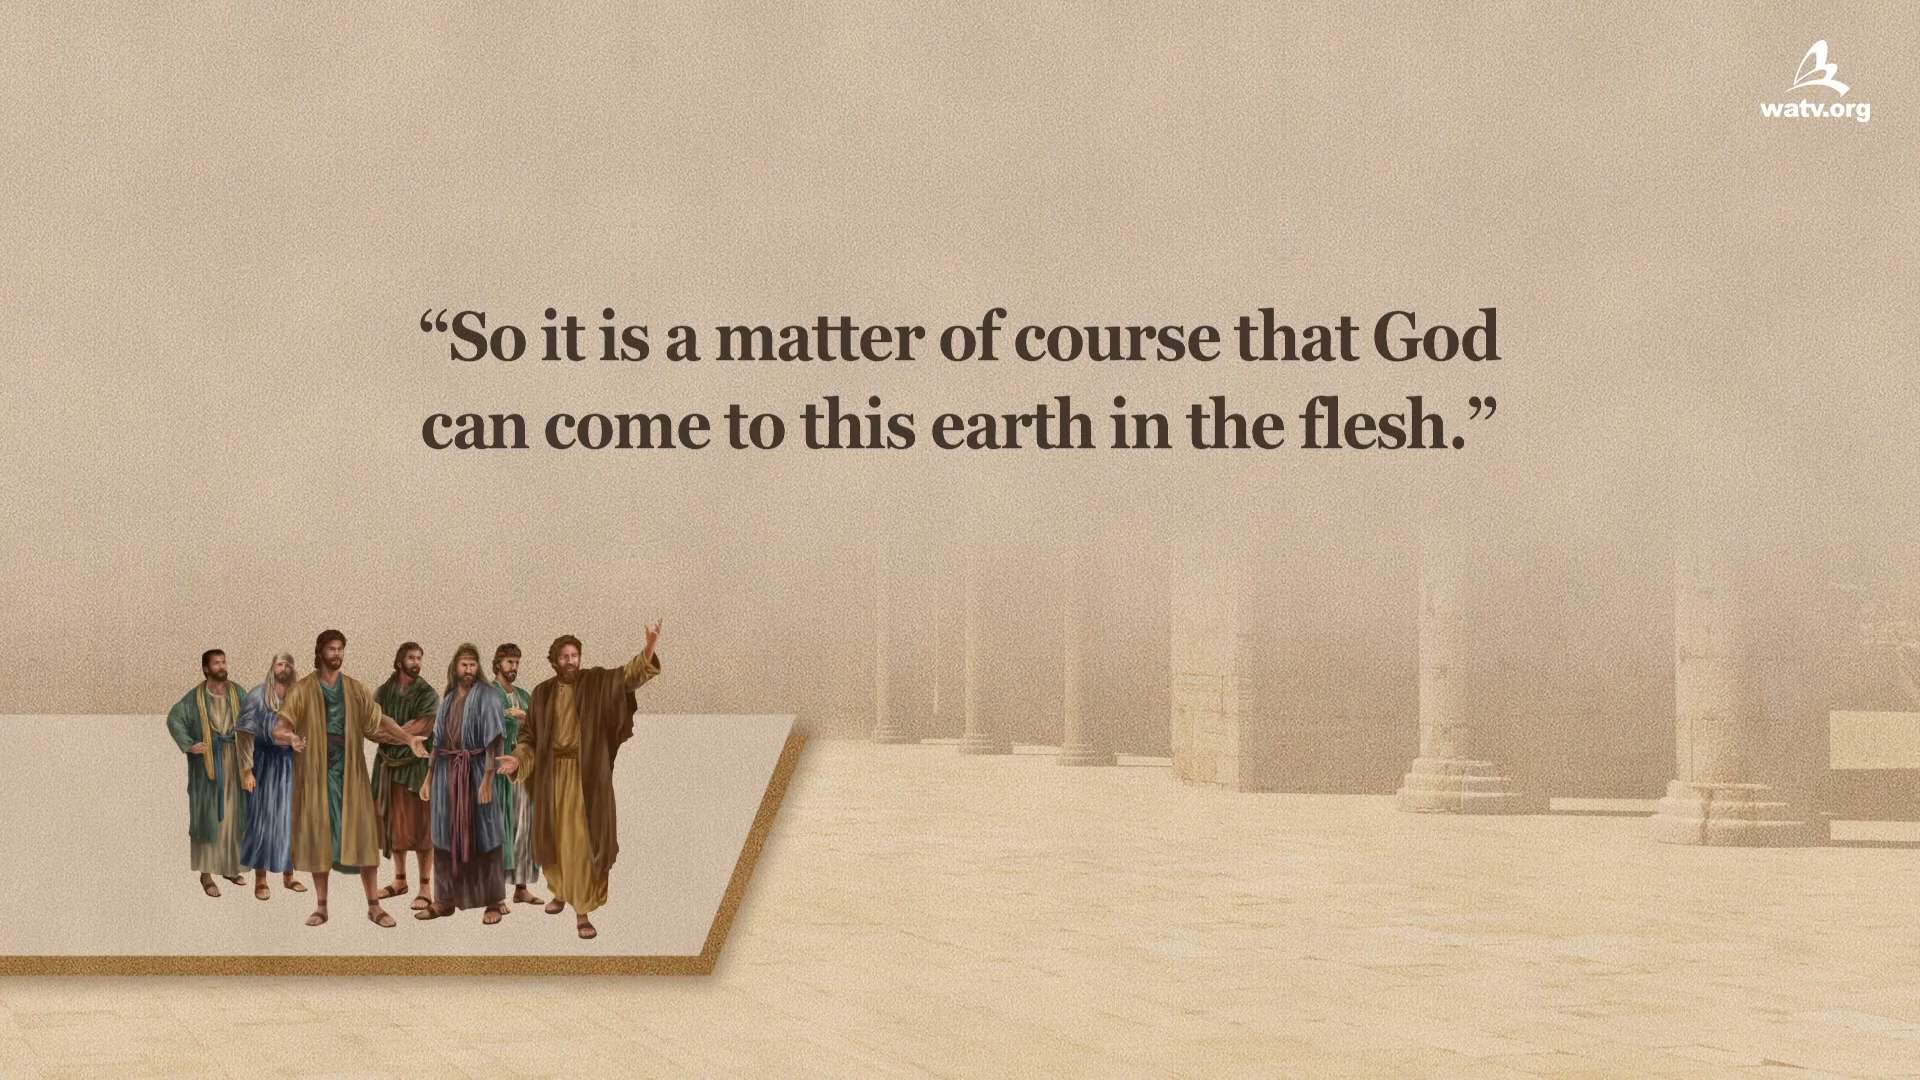 watv.org
“So it is a matter of course that God
can come to this earth in the flesh.”